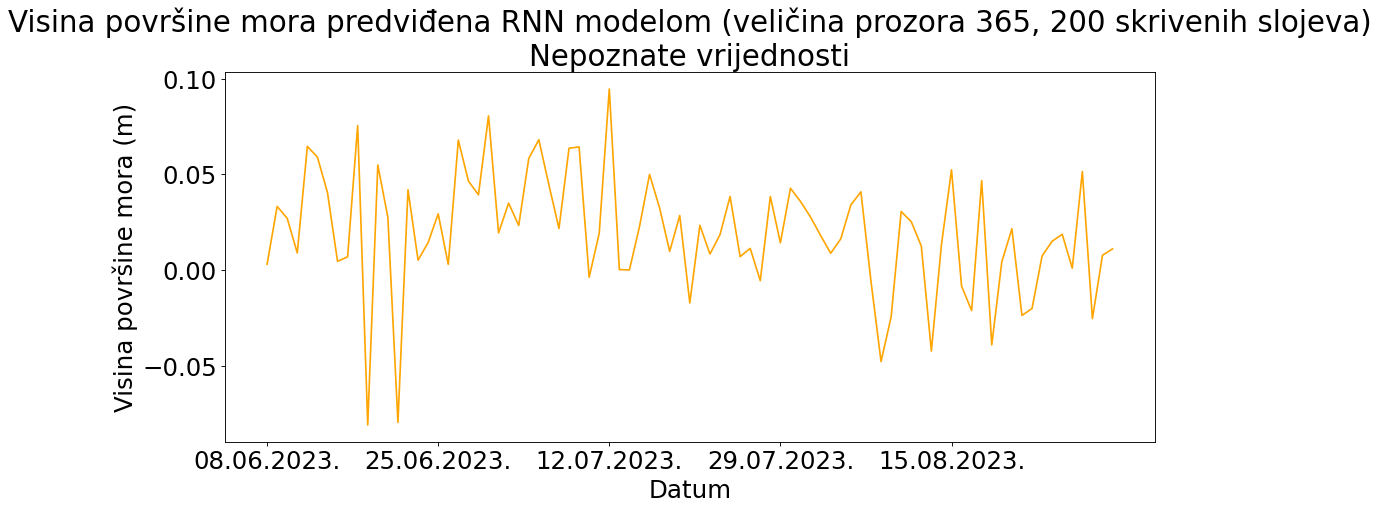 Visina površine mora predviđena RNN modelom (veličina prozora 365, 200 skrivenih slojeva)
Nepoznate vrijednosti
Visina površine mora (m)
0.10
0.05
0.00
−0.05
08.06.2023. 25.06.2023. 12.07.2023. 29.07.2023. 15.08.2023.
Datum